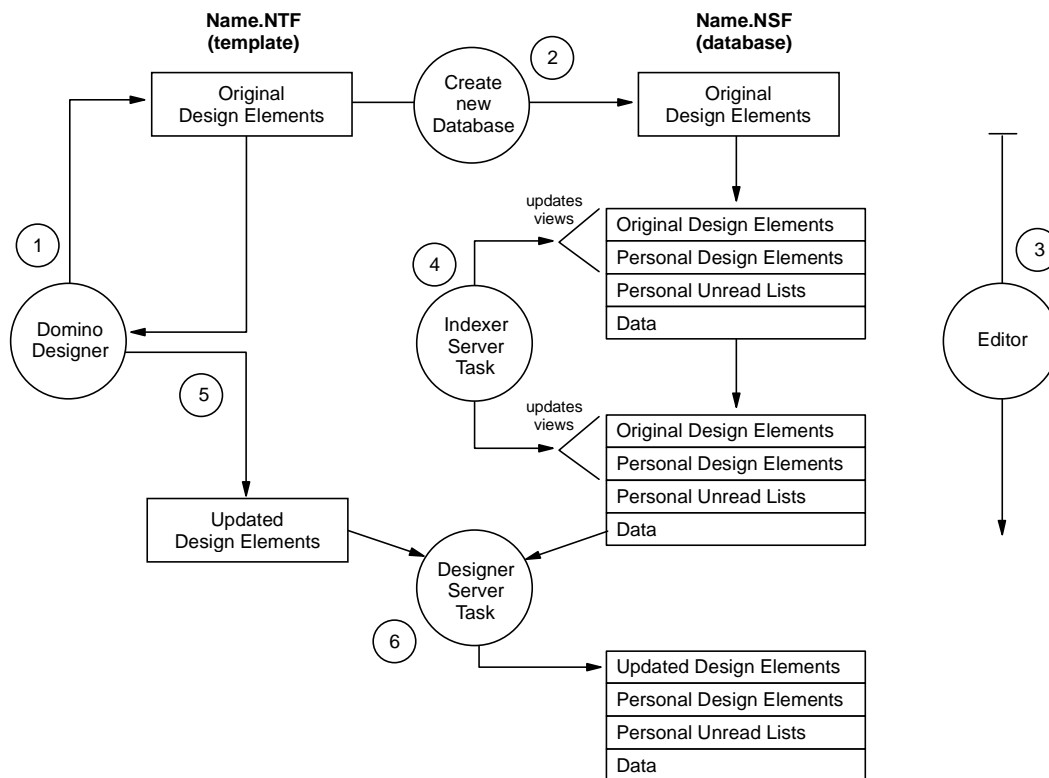 Name.NTF
(template)
Name.NSF
(database)
2
Original
Design Elements
Create
new
Database
Original
Design Elements
1
updates
views
Original Design Elements
Personal Design Elements
Personal Unread Lists
Data
4
3
Domino
Designer
Indexer
Server
Task
Editor
5
updates
views
Original Design Elements
Personal Design Elements
Personal Unread Lists
Data
Updated
Design Elements
Designer
Server
Task
6
Updated Design Elements
Personal Design Elements
Personal Unread Lists
Data